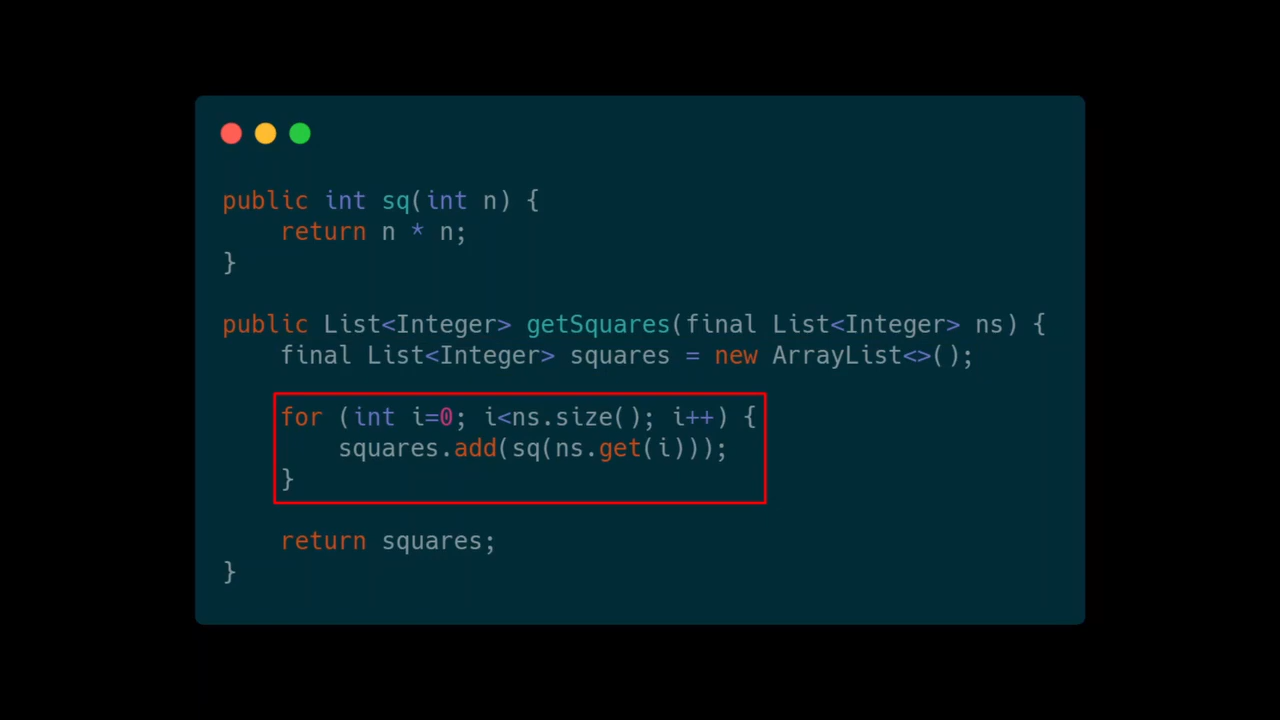 public int sq(int n) {
    return n * n;
}
public List<Integer> getSquares(final List<Integer> ns) {
    final List<Integer> squares = new ArrayList<>();
    for (int i=0; i<ns.size(); i++) {
        squares.add(sq(ns.get(i)));
    }
    return squares;
}